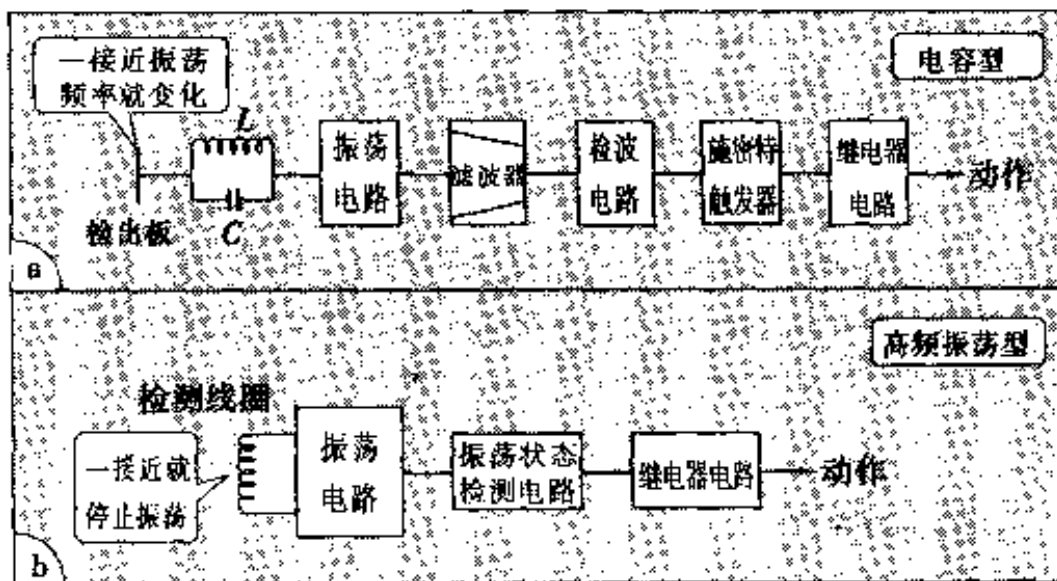 电容型
一接近振荡
频率就变化
L
C
检出板
振荡
电路
滤波器
检波
电路
施密特
触发器
继电器
电路
动作
a
高频振荡型
检测线圈
一接近就
停止振荡
振荡
电路
振荡状态
检测电路
继电器电路
动作
b